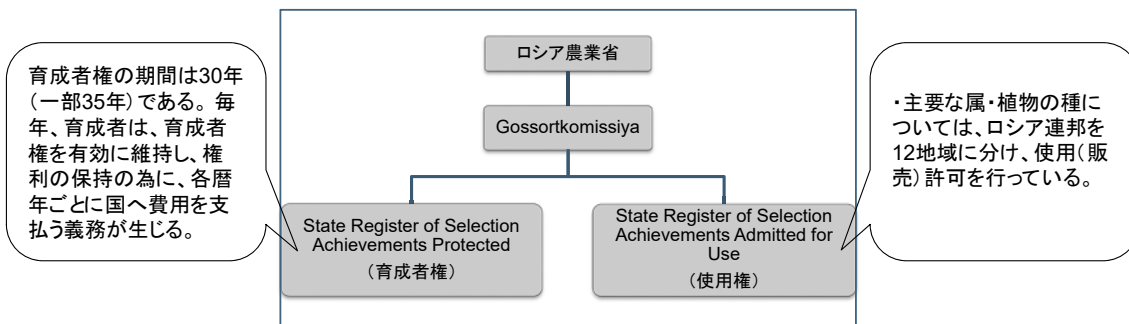 ロシア農業省
Gossortkomissiya
育成者権の期間は30年
(一部35年)である。毎
年、育成者は、育成者
権を有効に維持し、権
利の保持の為に、各暦
年ごとに国へ費用を支
払う義務が生じる。
State Register of Selection
Achievements Protected
(育成者権)
State Register of Selection
Achievements Admitted for
Use
(使用権)
・主要な属・植物の種に
ついては、ロシア連邦を
12地域に分け、使用(販
売)許可を行っている。